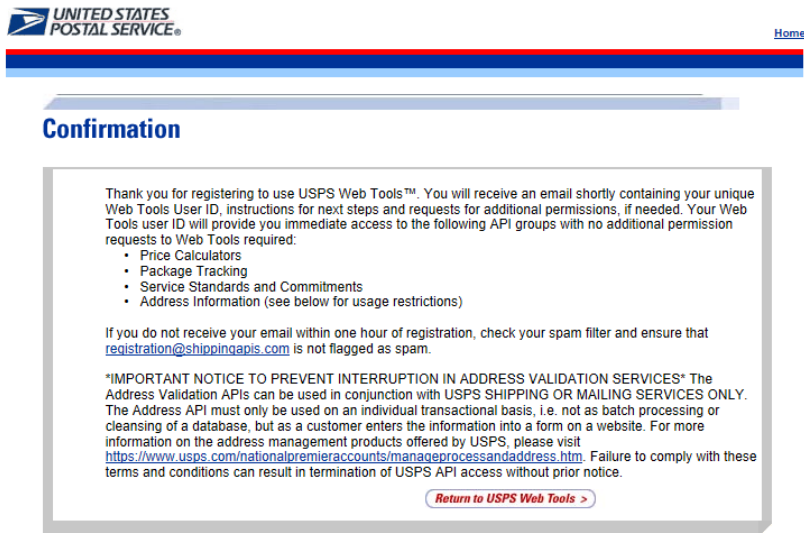 UNITED STATES
POSTAL SERVICE®
Home
Confirmation
Thank you for registering to use USPS Web Tools™. You will receive an email shortly containing your unique
Web Tools User ID, instructions for next steps and requests for additional permissions, if needed. Your Web
Tools user ID will provide you immediate access to the following API groups with no additional permission
requests to Web Tools required:
• Price Calculators
• Package Tracking
• Service Standards and Commitments
• Address Information (see below for usage restrictions)
If you do not receive your email within one hour of registration, check your spam filter and ensure that
registration@shippingapis.com is not flagged as spam.
*IMPORTANT NOTICE TO PREVENT INTERRUPTION IN ADDRESS VALIDATION SERVICES* The
Address Validation APIs can be used in conjunction with USPS SHIPPING OR MAILING SERVICES ONLY.
The Address API must only be used on an individual transactional basis, i.e. not as batch processing or
cleansing of a database, but as a customer enters the information into a form on a website. For more
information on the address management products offered by USPS, please visit
https://www.usps.com/nationalpremieraccounts/manageprocessandaddress.htm. Failure to comply with these
terms and conditions can result in termination of USPS API access without prior notice.
Return to USPS Web Tools >